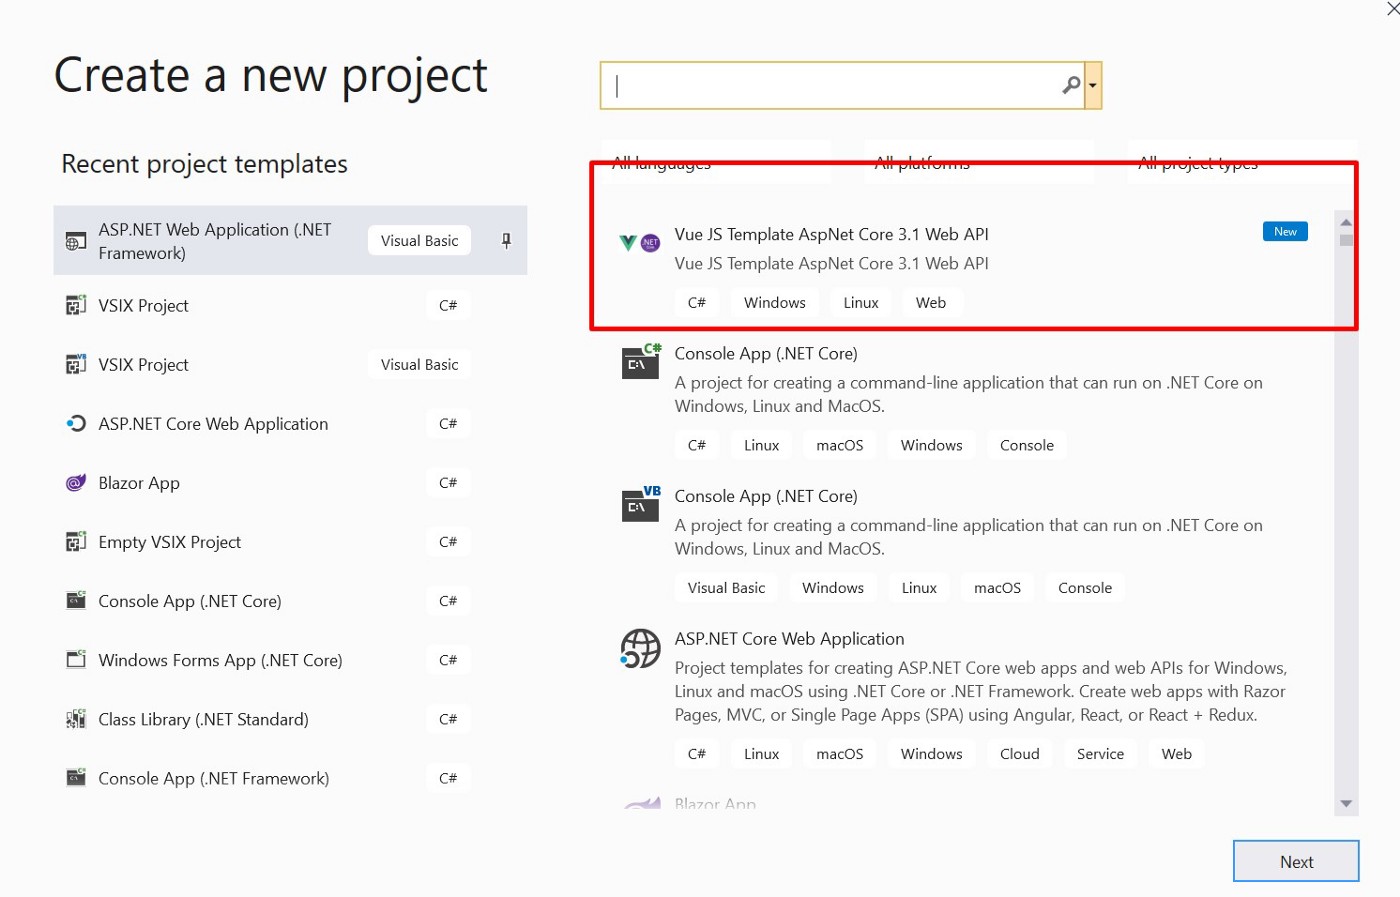 Create a new project
Recent project templates
ASP.NET Web Application (.NET
Framework)
Visual Basic
VSIX Project
C#
VSIX Project
Visual Basic
ASP.NET Core Web Application
C#
Blazor App
C#
Empty VSIX Project
C#
Console App (.NET Core)
C#
Windows Forms App (.NET Core)
C#
Class Library (.NET Standard)
C#
Console App (.NET Framework)
C#
All languages
All platforms
All project types
Vue JS Template AspNet Core 3.1 Web API
New
Vue JS Template AspNet Core 3.1 Web API
C# Windows Linux Web
Console App (.NET Core)
A project for creating a command-line application that can run on .NET Core on
Windows, Linux and MacOS.
C# Linux macOS Windows Console
Console App (.NET Core)
A project for creating a command-line application that can run on .NET Core on
Windows, Linux and MacOS.
Visual Basic Windows Linux macOS Console
ASP.NET Core Web Application
Project templates for creating ASP.NET Core web apps and web APIs for Windows,
Linux and macOS using .NET Core or .NET Framework. Create web apps with Razor
Pages, MVC, or Single Page Apps (SPA) using Angular, React, or React + Redux.
C# Linux macOS Windows Cloud Service Web
Blazor App
Next